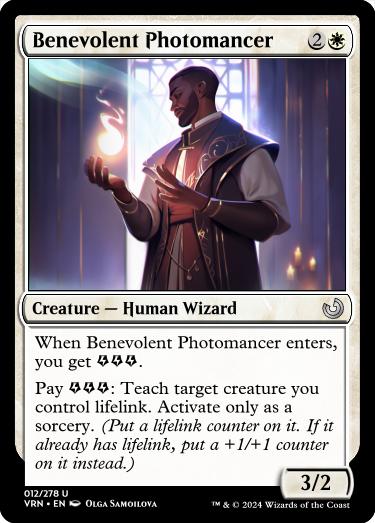 Benevolent Photomancer 2
Creature — Human Wizard
When Benevolent Photomancer enters,
you get .
Pay : Teach target creature you
control lifelink. Activate only as a
sorcery. (Put a lifelink counter on it. If it
already has lifelink, put a +1/+1 counter
on it instead.)
3/2
012/278 U
VRN • EN Olga Samoilova
™ & © 2024 Wizards of the Coast